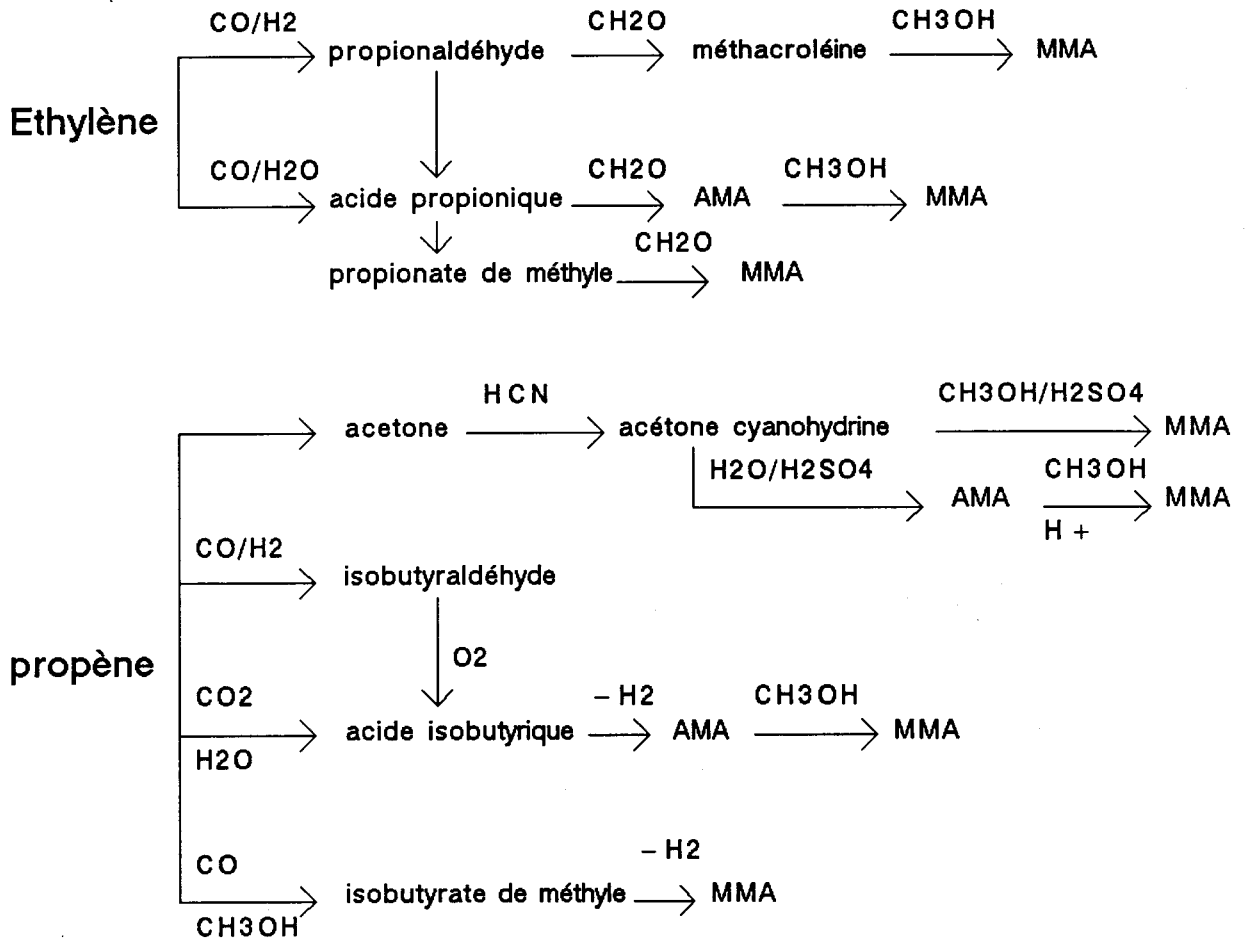 CO/H2 CH2O CH3OH
propionaldéhyde méthacroléine MMA
Ethylène
CO/H2O CH2O CH3OH
acide propionique AMA MMA
CH2O
propionate de méthyle MMA
HCN CH3OH/H2SO4
acetone acétone cyanohydrine MMA
H2O/H2SO4 CH3OH
AMA MMA
H +
CO/H2
isobutyraldéhyde
O2
propène
CO2 – H2 CH3OH
acide isobutyrique AMA MMA
H2O
– H2
CO
isobutyrate de méthyle MMA
CH3OH